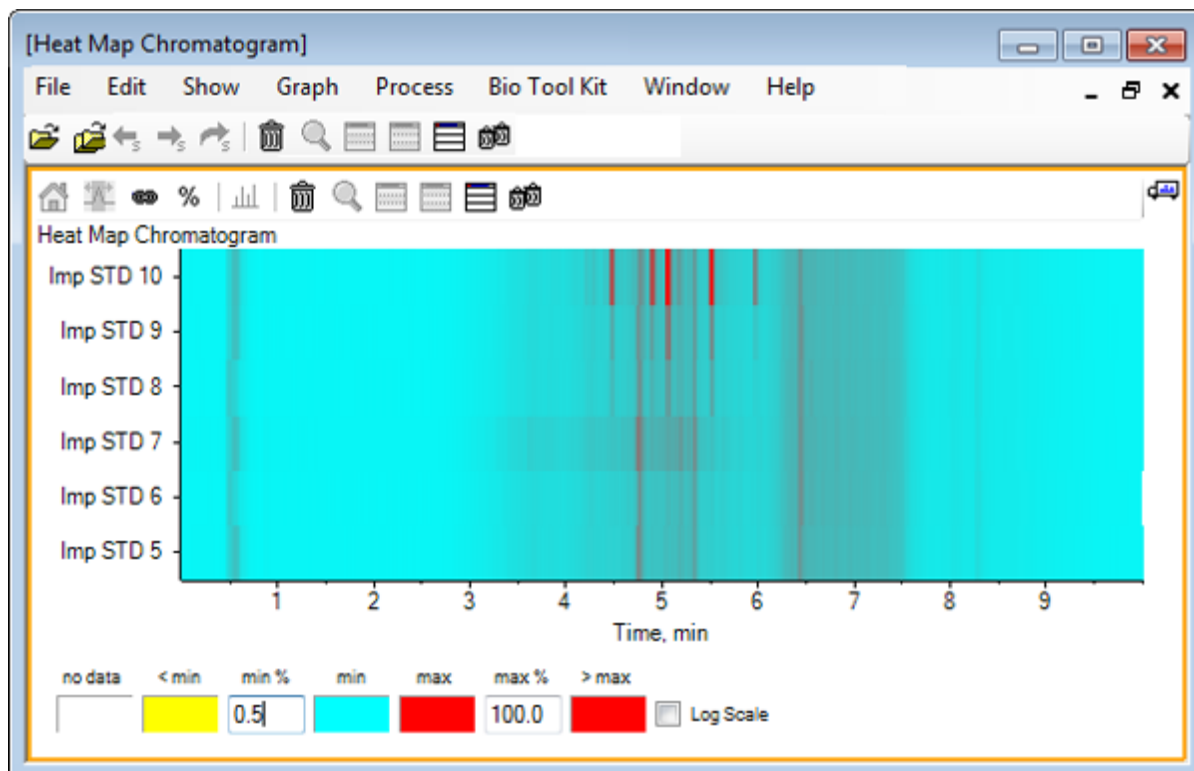 [Heat Map Chromatogram]
File Edit Show Graph Process Bio Tool Kit Window Help
S S S
%
Heat Map Chromatogram
Imp STD 10
Imp STD 9
Imp STD 8
Imp STD 7
Imp STD 6
Imp STD 5
1 2 3 4 5 6 7 8 9
Time, min
no data < min min % min max max % > max
0.5 100.0 Log Scale